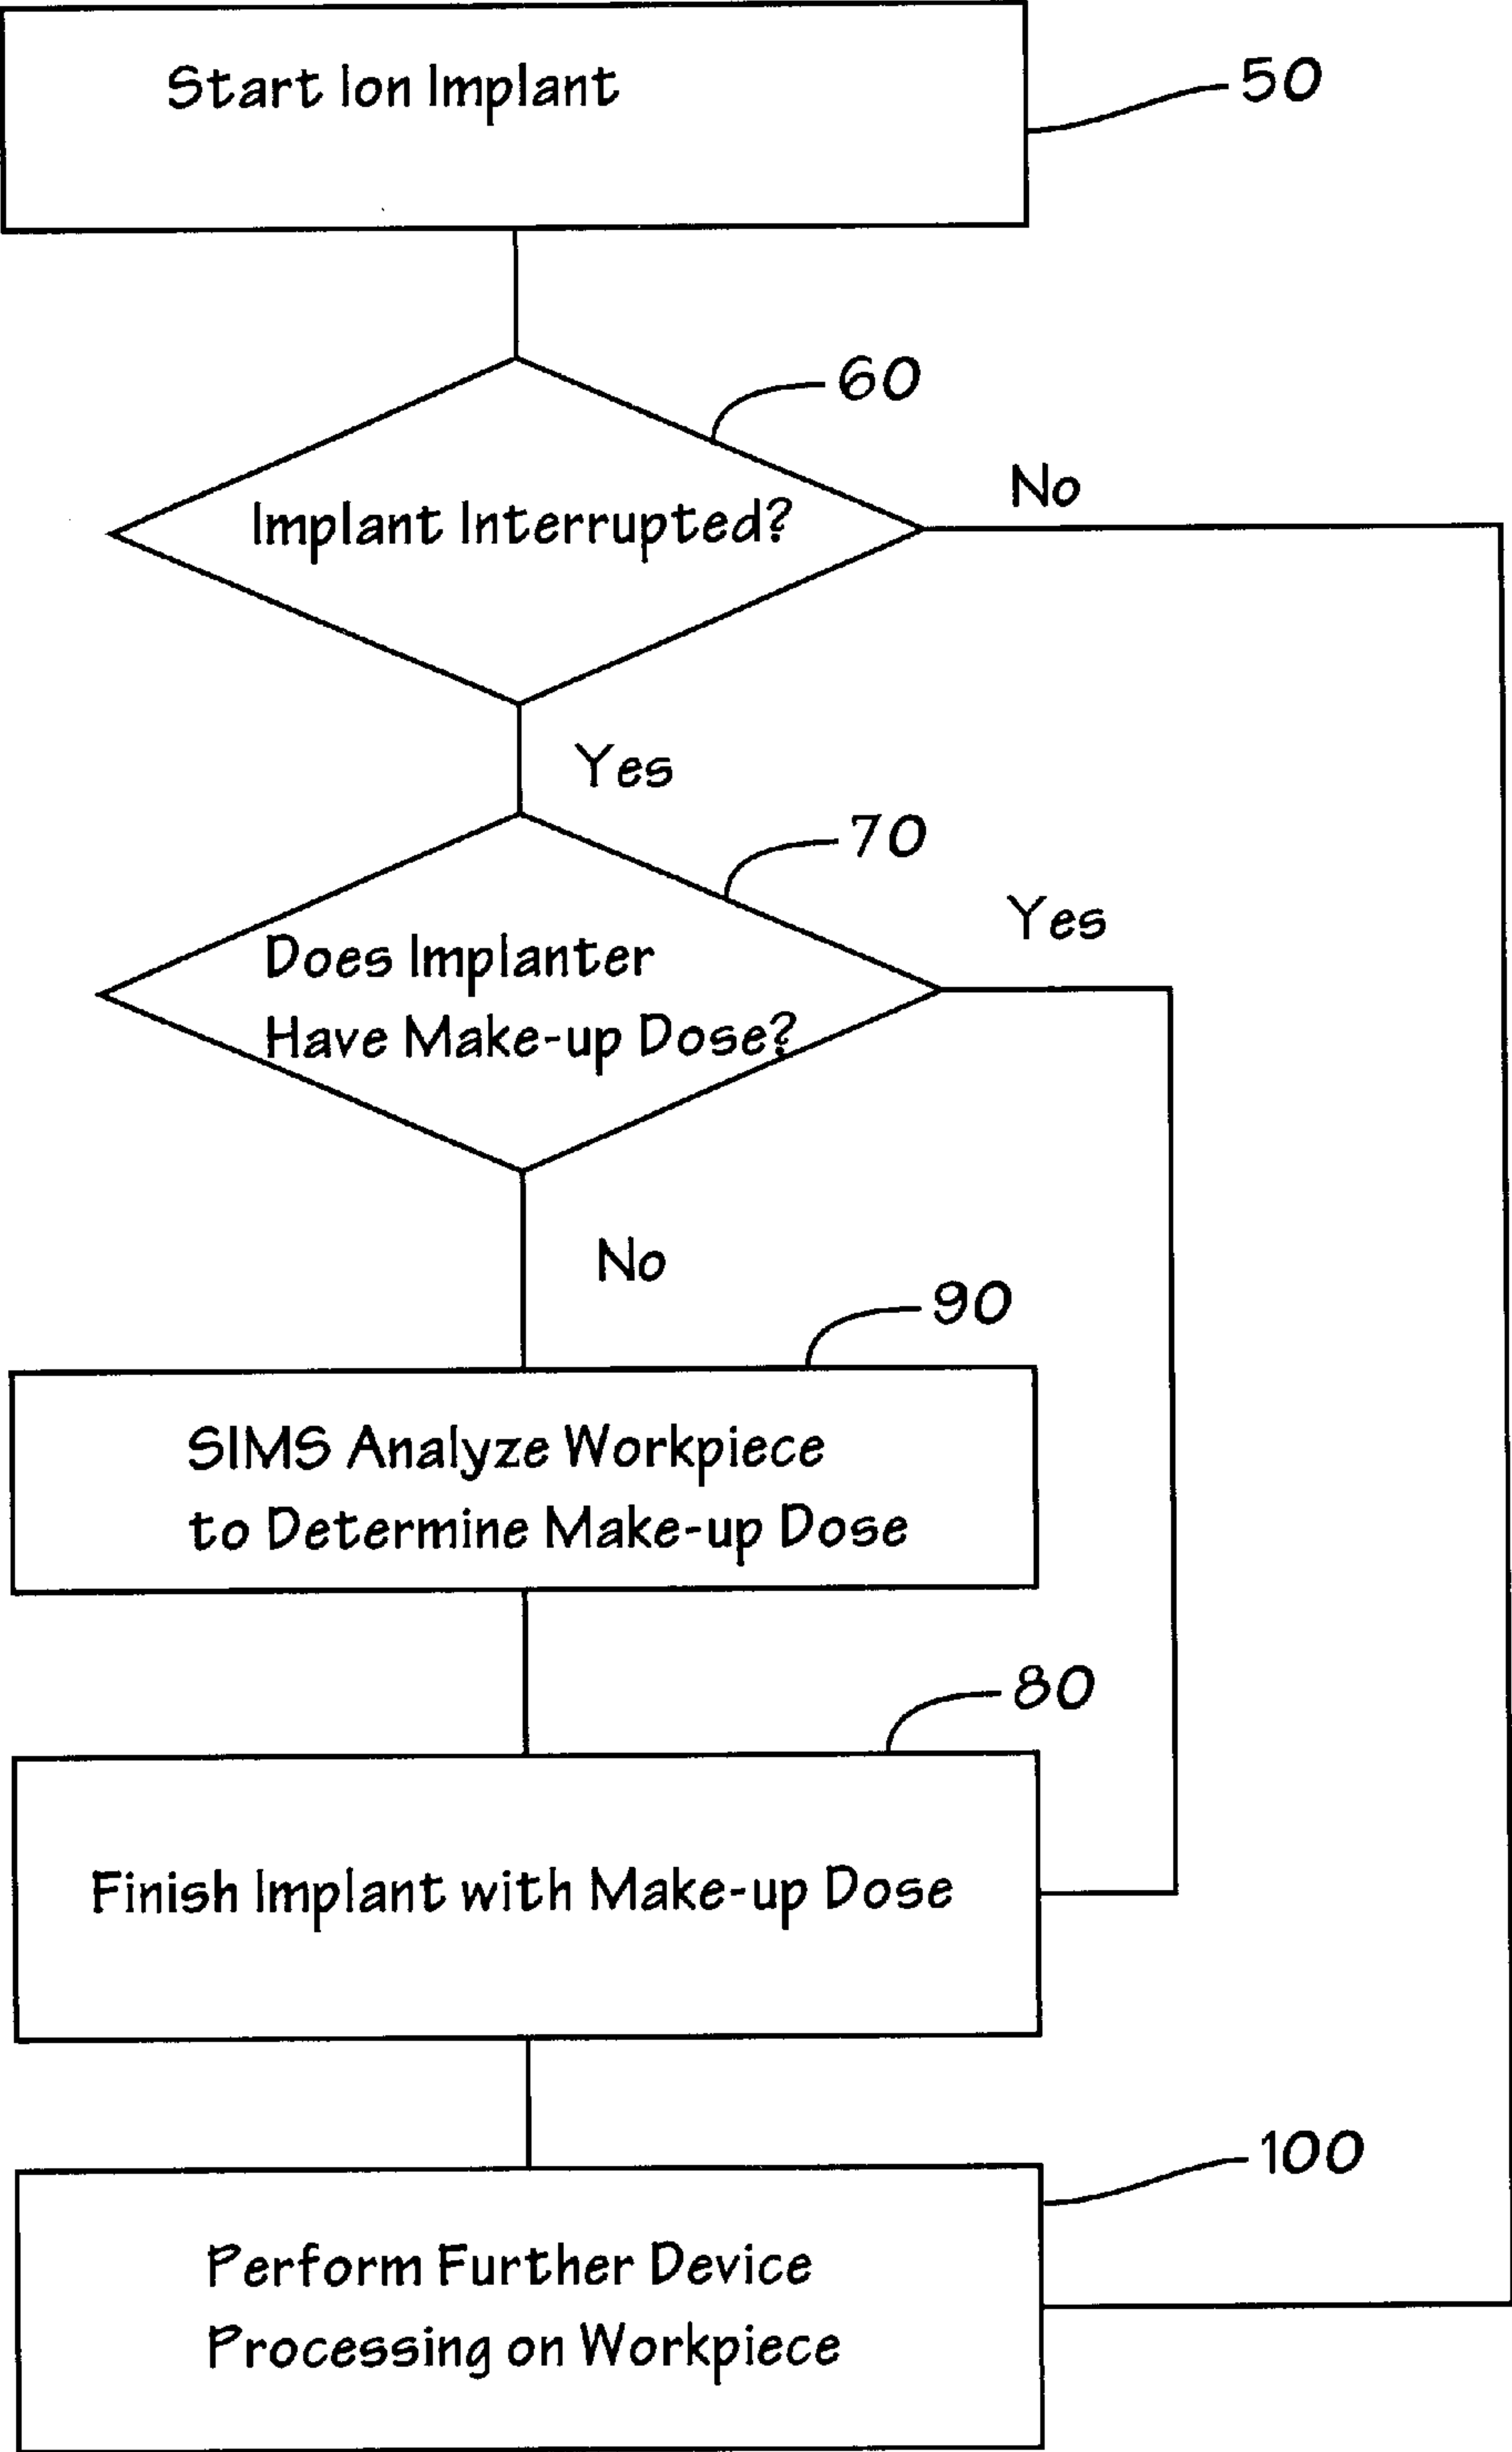 Start Ion Implant
50
60
Implant Interrupted?
No
Yes
70
Yes
Does Implanter
Have Make-up Dose?
No
90
SIMS Analyze Workpiece
to Determine Make-up Dose
80
Finish Implant with Make-up Dose
100
Perform Further Device
Processing on Workpiece